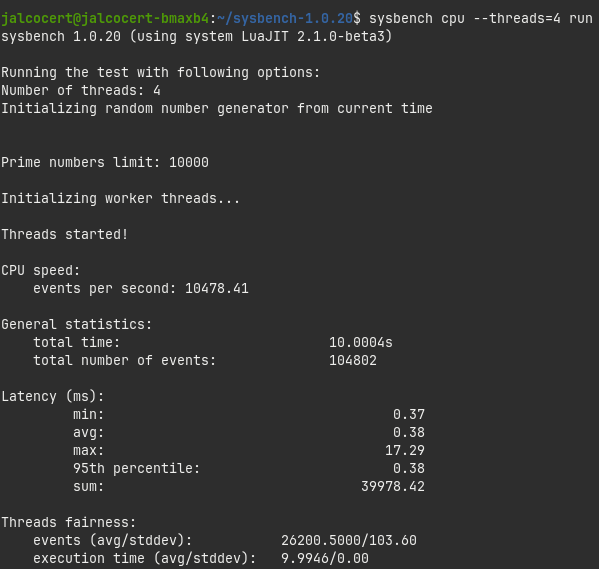 jalcocert@jalcocert-bmaxb4:~/sysbench-1.0.20$ sysbench cpu --threads=4 run
sysbench 1.0.20 (using system LuaJIT 2.1.0-beta3)
Running the test with following options:
Number of threads: 4
Initializing random number generator from current time
Prime numbers limit: 10000
Initializing worker threads...
Threads started!
CPU speed:
events per second: 10478.41
General statistics:
total time: 10.0004s
total number of events: 104802
Latency (ms):
min: 0.37
avg: 0.38
max: 17.29
95th percentile: 0.38
sum: 39978.42
Threads fairness:
events (avg/stddev): 26200.5000/103.60
execution time (avg/stddev): 9.9946/0.00